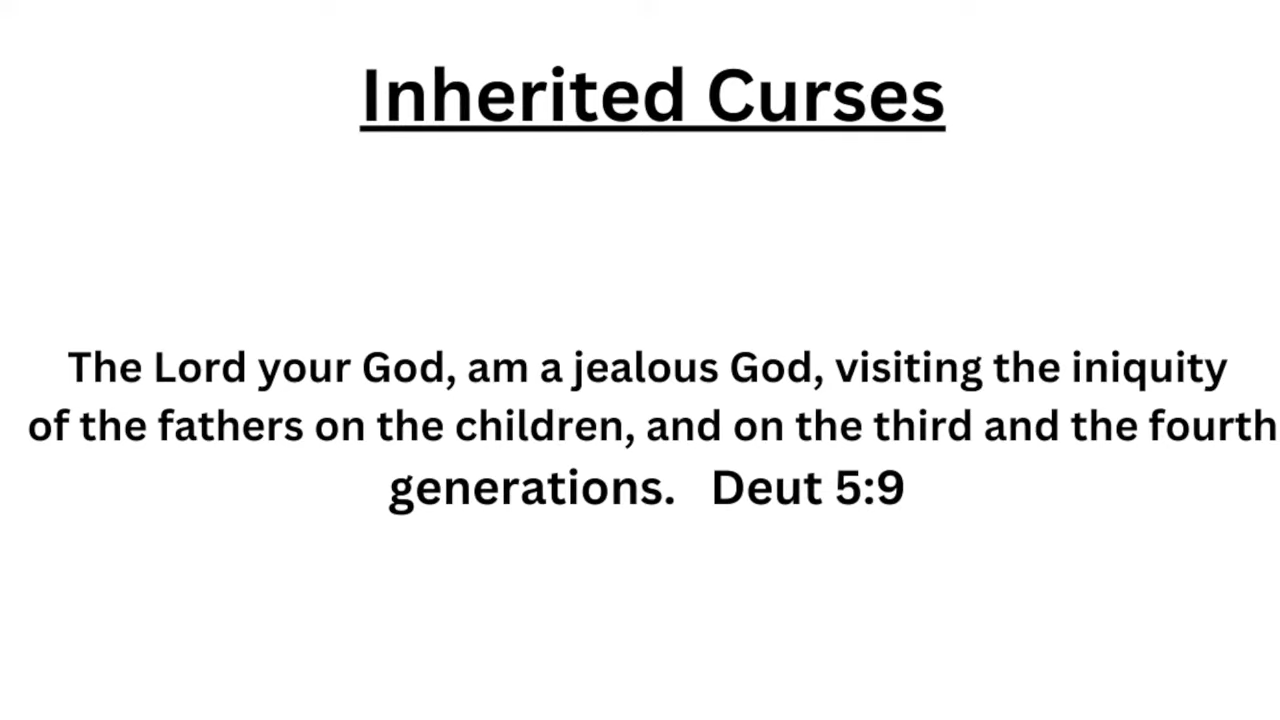 Inherited Curses
The Lord your God, am a jealous God, visiting the iniquity
of the fathers on the children, and on the third and the fourth
generations. Deut 5:9